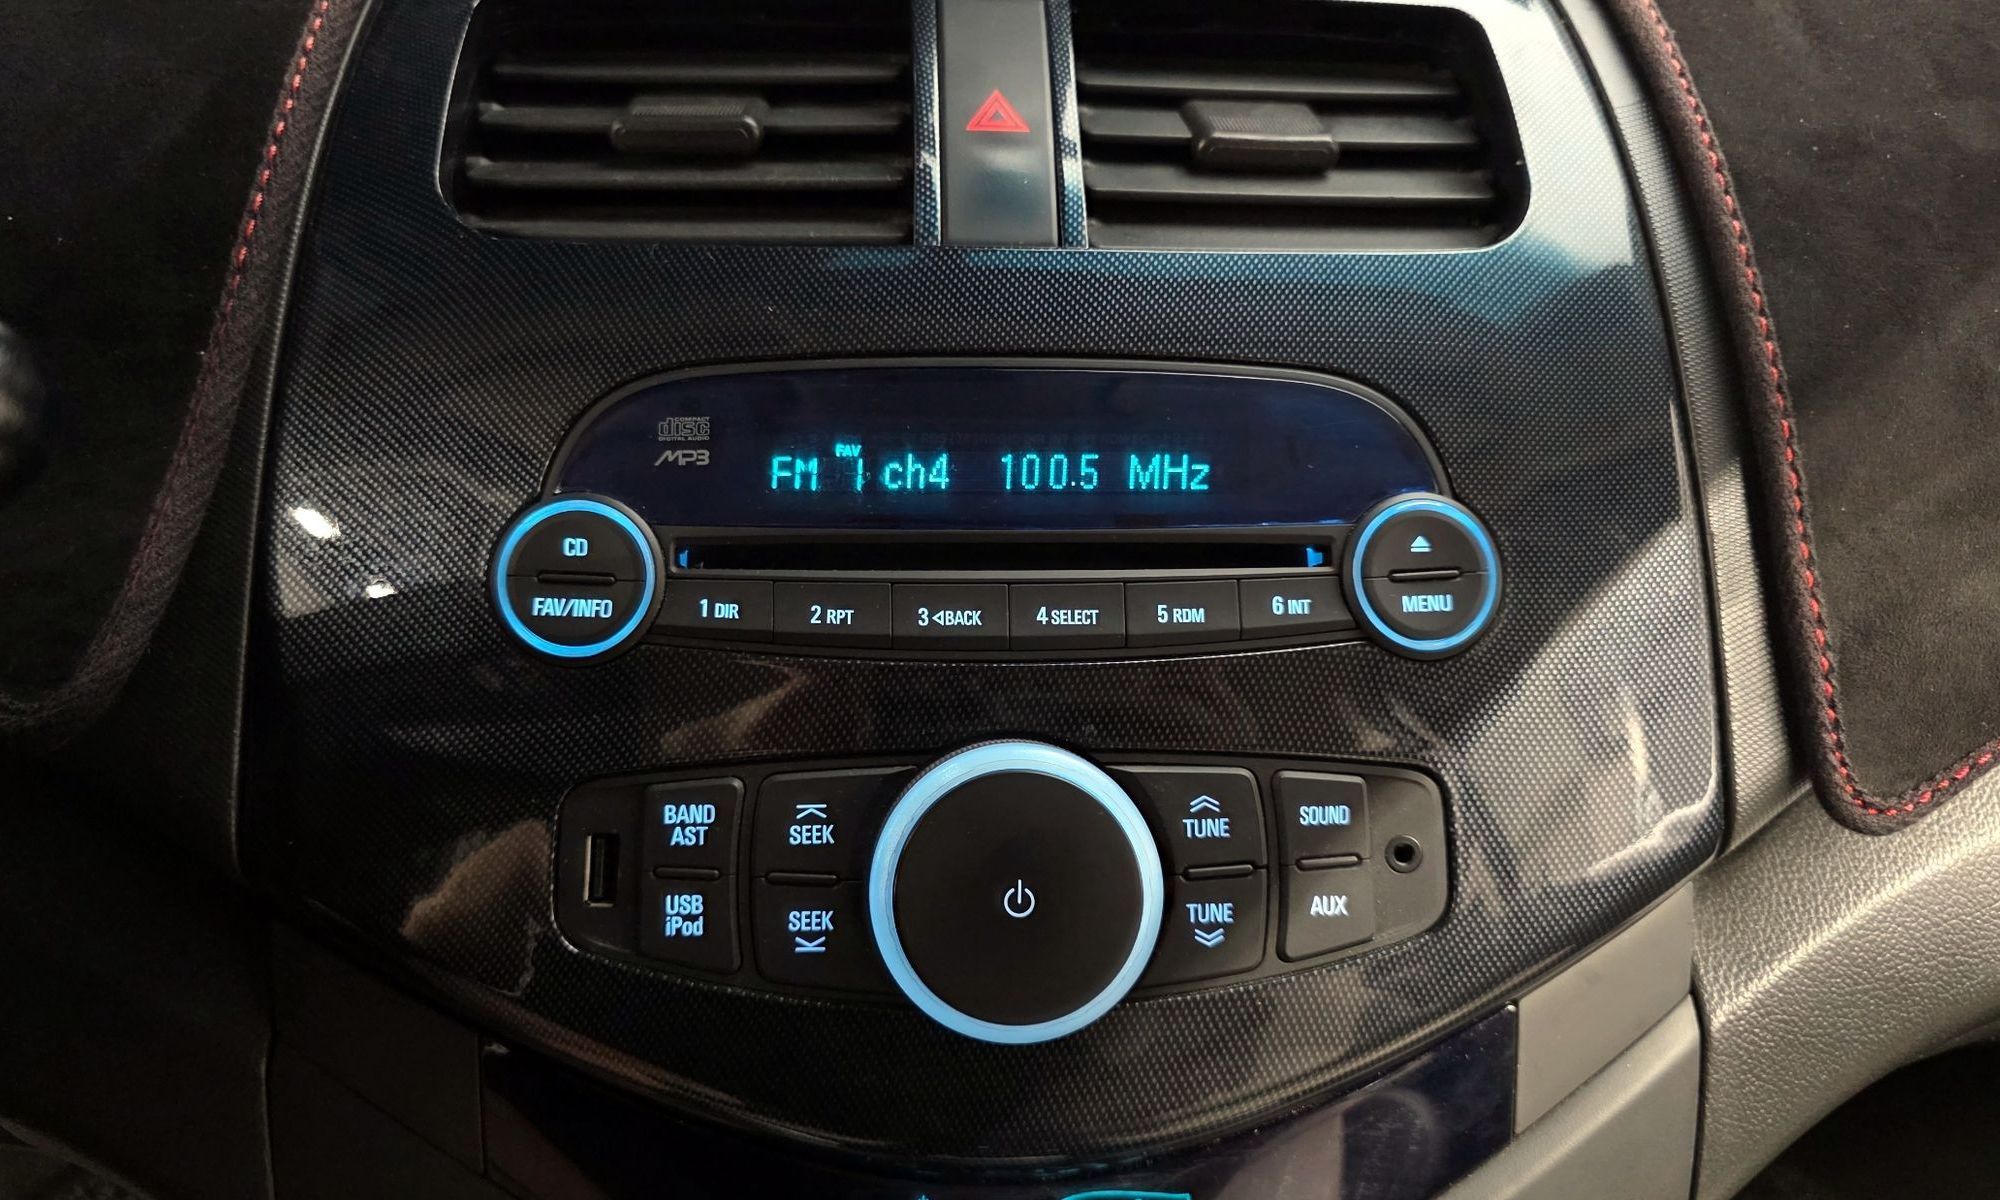 COMPACT
disc
DIGITAL AUDIO
MP3
FAV
FM 1 ch4 100.5 MHz
CD
FAV/INFO
1 DIR
2 RPT
3 ◁BACK
4 SELECT
5 RDM
6 INT
MENU
BAND
AST
SEEK
TUNE
SOUND
USB
iPod
SEEK
TUNE
AUX